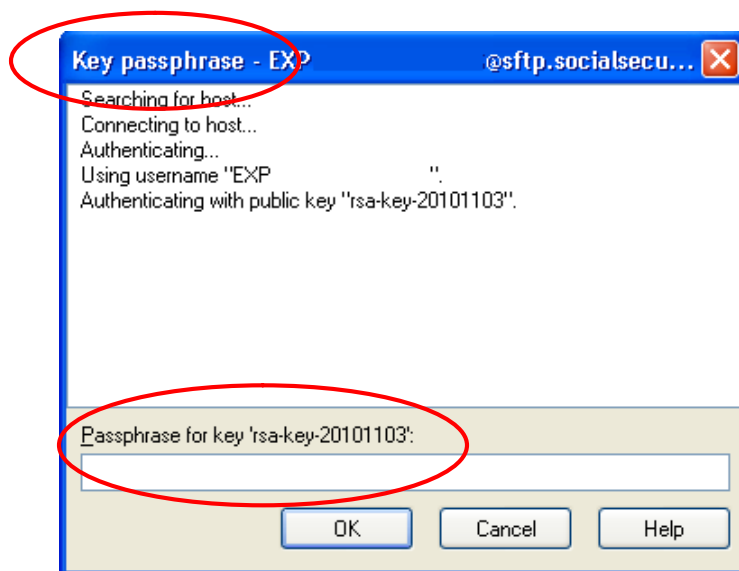 Key passphrase - EXP @sftp.socialsecu...
Searching for host...
Connecting to host...
Authenticating...
Using username "EXP ".
Authenticating with public key "rsa-key-20101103".
Passphrase for key 'rsa-key-20101103':
OK Cancel Help